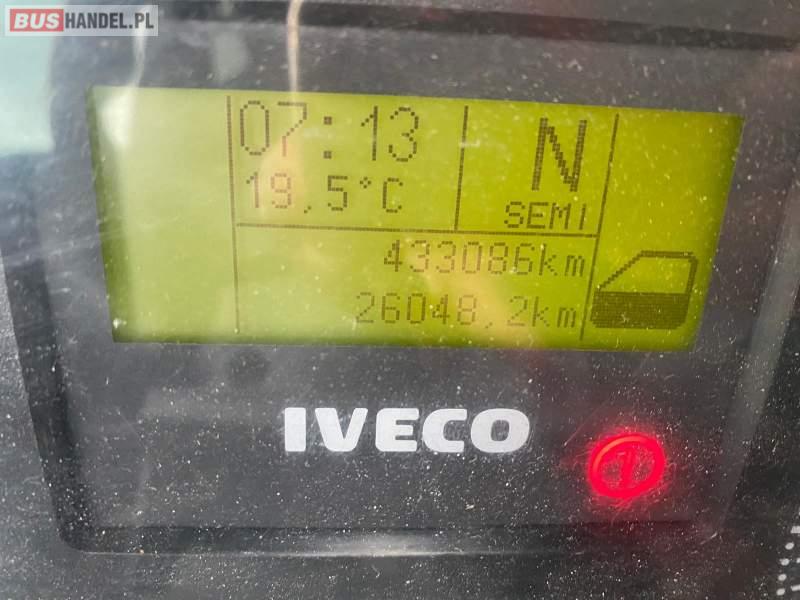 BUSHANDEL.PL
07:13
N
19,5°C
SEMI
433086km
26048,2km
IVECO